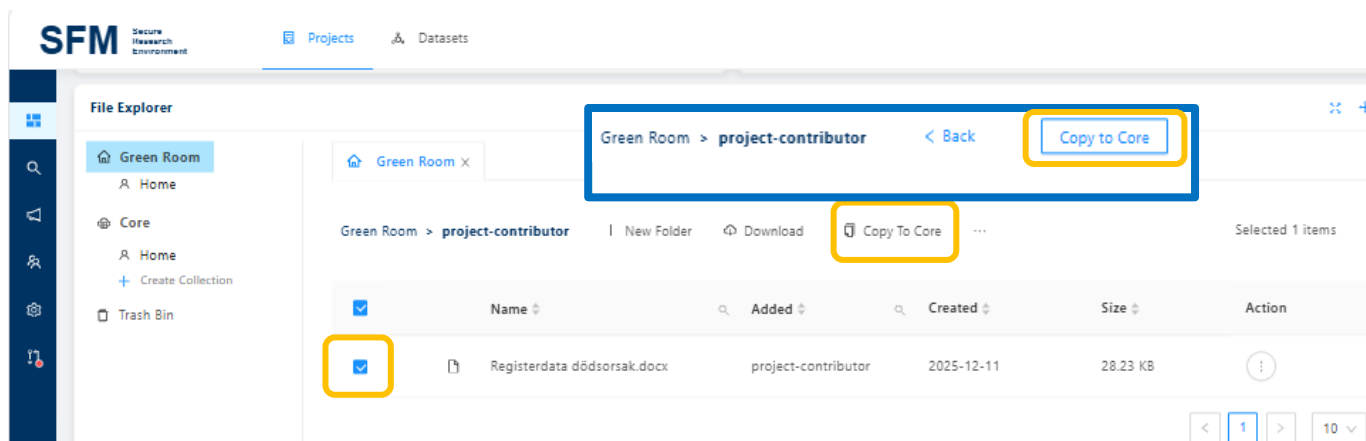 SFM Secure
Research
Environment
Projects
Datasets
File Explorer
Green Room > project-contributor < Back Copy to Core
Green Room
Home
Core
Home
+ Create Collection
Trash Bin
Green Room ×
Green Room > project-contributor New Folder Download Copy To Core ··· Selected 1 items
Name Added Created Size Action
Registerdata dödsorsak.docx project-contributor 2025-12-11 28.23 KB
< 1 > 10